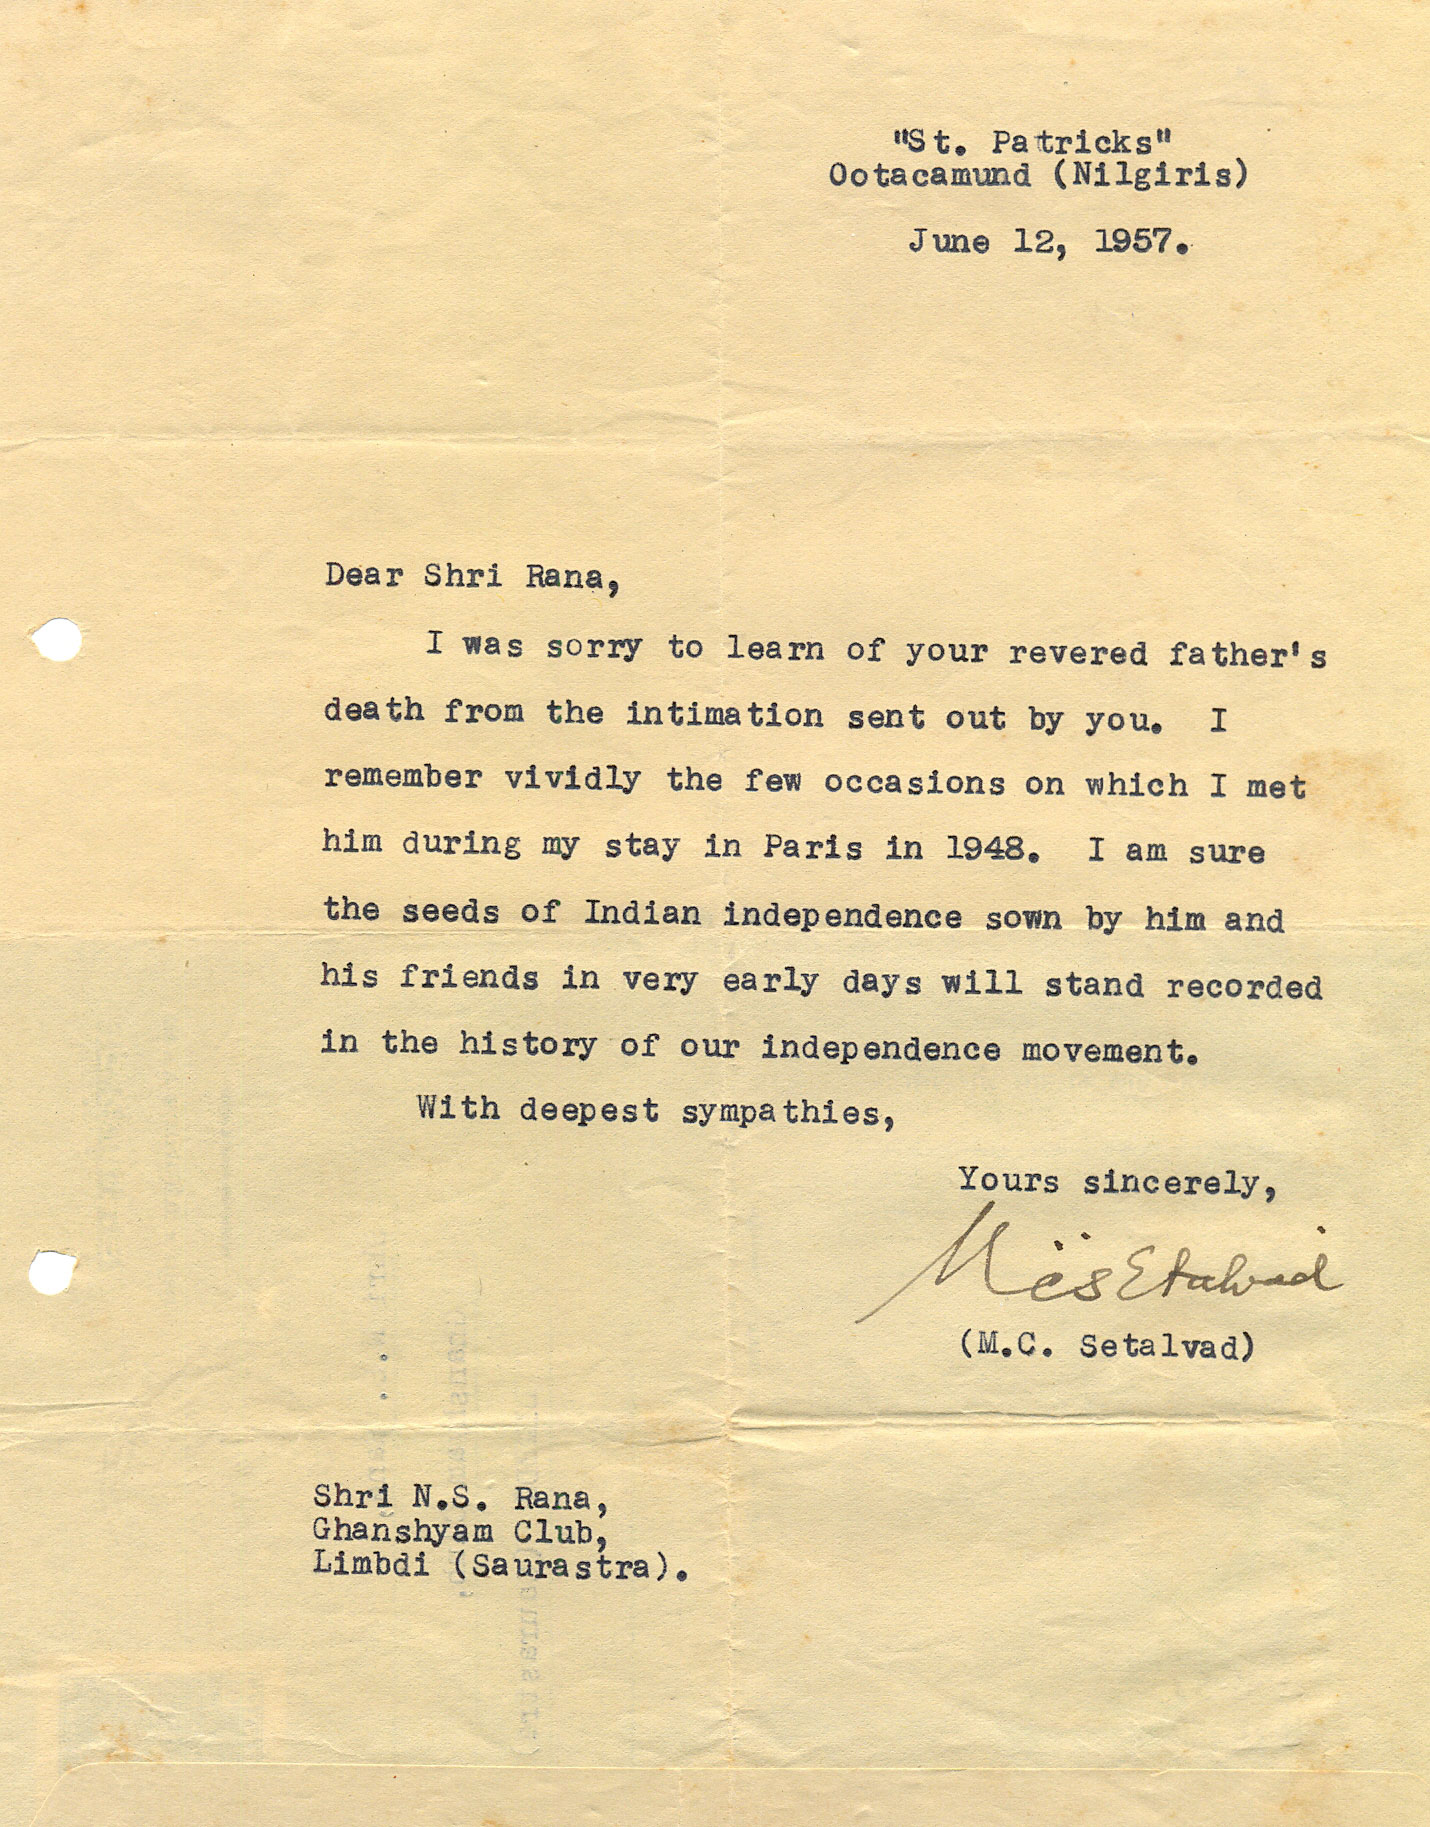 "St. Patricks"
Ootacamund (Nilgiris)
June 12, 1957.
Dear Shri Rana,
I was sorry to learn of your revered father's
death from the intimation sent out by you. I
remember vividly the few occasions on which I met
him during my stay in Paris in 1948. I am sure
the seeds of Indian independence sown by him and
his friends in very early days will stand recorded
in the history of our independence movement.
With deepest sympathies,
Yours sincerely,
M C Setalvad
(M.C. Setalvad)
Shri N.S. Rana,
Ghanshyam Club,
Limbdi (Saurastra).